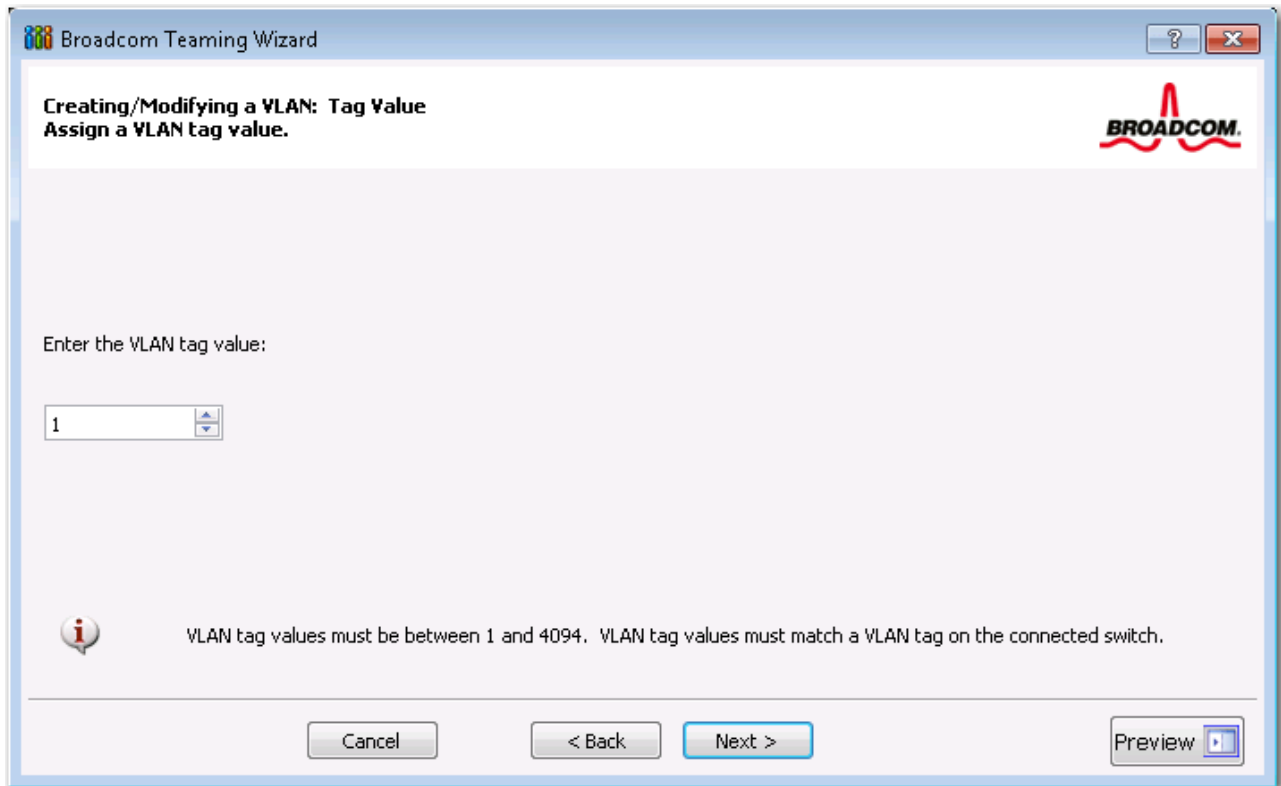 Broadcom Teaming Wizard
?
Creating/Modifying a VLAN: Tag Value
Assign a VLAN tag value.
BROADCOM.
Enter the VLAN tag value:
1
VLAN tag values must be between 1 and 4094. VLAN tag values must match a VLAN tag on the connected switch.
Cancel
< Back
Next >
Preview